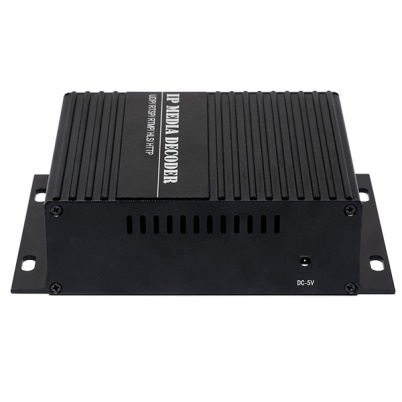 IP MEDIA DECODER
UDP/ RTSP/ RTMP/ HLS/ HTTP
DC-5V